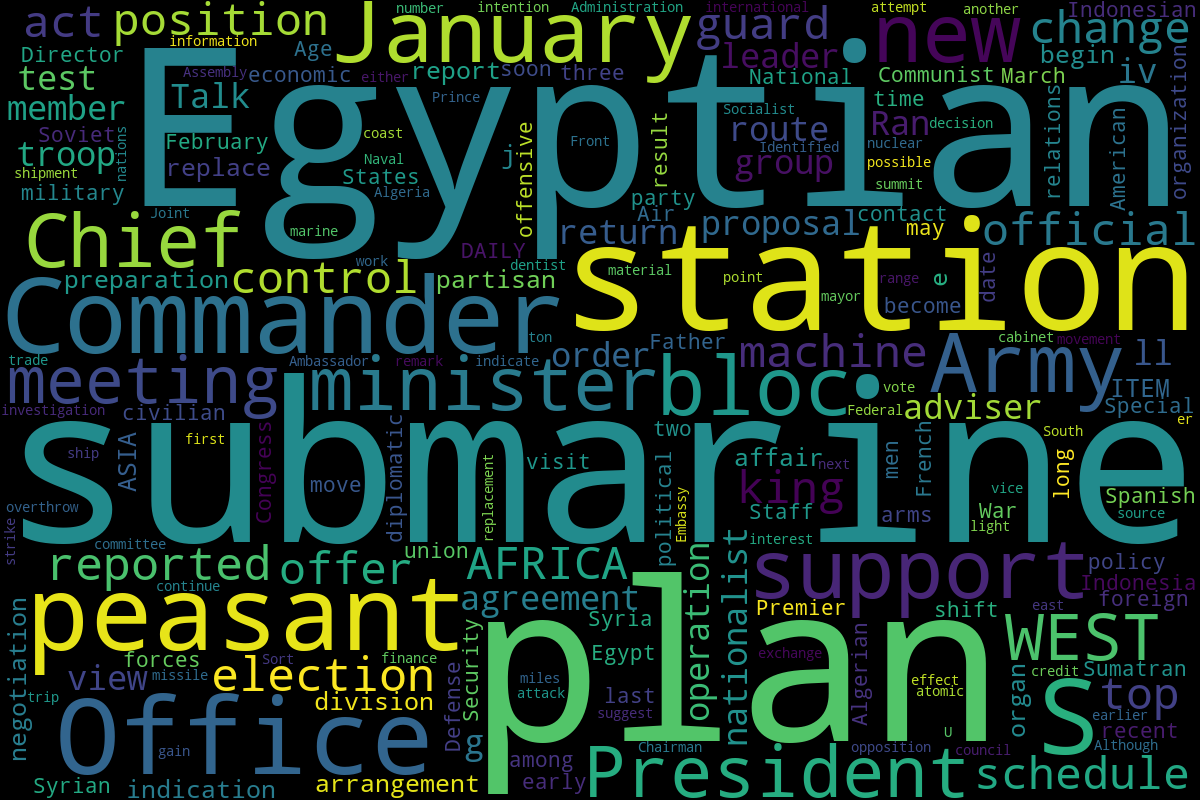 number intention Administration international attempt another Indonesian
act position January guard new change
information leader
Director Age Talk economic either report soon three National Communist March begin iv
Assembly
test Egyptian
member Prince Socialist time
Soviet February coast route Ran decision
troop nations replace Naval Front j offensive result group Identified nuclear relations American organization
shipment States possible
military Algeria party summit
Joint Air proposal contact may official
Chief marine return
DAILY station
work dentist
preparation control partisan material point range e date
Commander mayor become
ton cabinet movement
trade Ambassador remark indicate order Father machine Army ll
meeting minister bloc vote ITEM
investigation civilian Federal adviser Special
er
submarine
first two South
ship ASIA Congress diplomatic visit affair next men French long
move replacement political king vice Spanish
overthrow Embassy Staff arms War source
light
strike committee union interest
reported offer AFRICA operation nationalist support policy
continue Indonesia
peasant agreement Premier shift east foreign
Syria
negotiation forces Sort finance Security Egypt exchange WEST
view missile election plan Algerian credit Sumatran
trip miles last effect organ
division Defense attack suggest atomic S top
Office earlier
gain g U recent
among Chairman opposition council Although
Syrian indication arrangement early President schedule